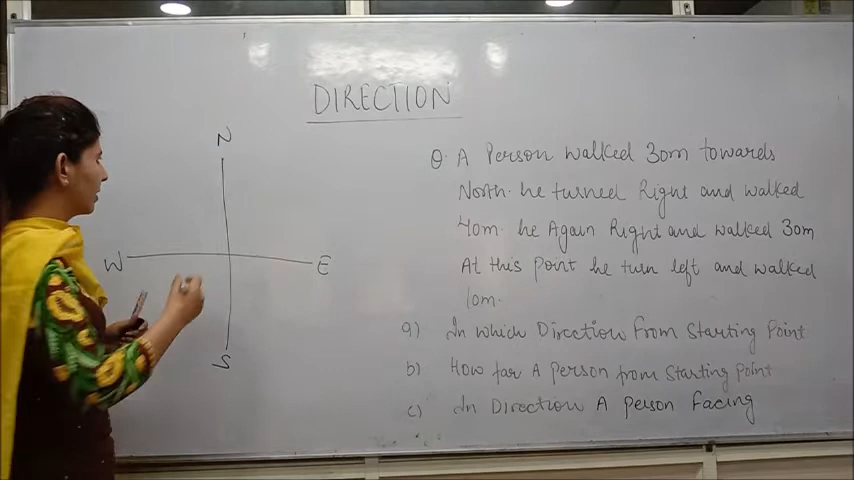 DIRECTION
N
W
E
S
Q. A Person walked 30m towards
North. he turned Right and walked
40m. he Again Right and walked 30m
At this Point he turn left and walked
10m.
a) In which Direction From Starting Point
b) How far A person from Starting Point
c) In Direction A person Facing